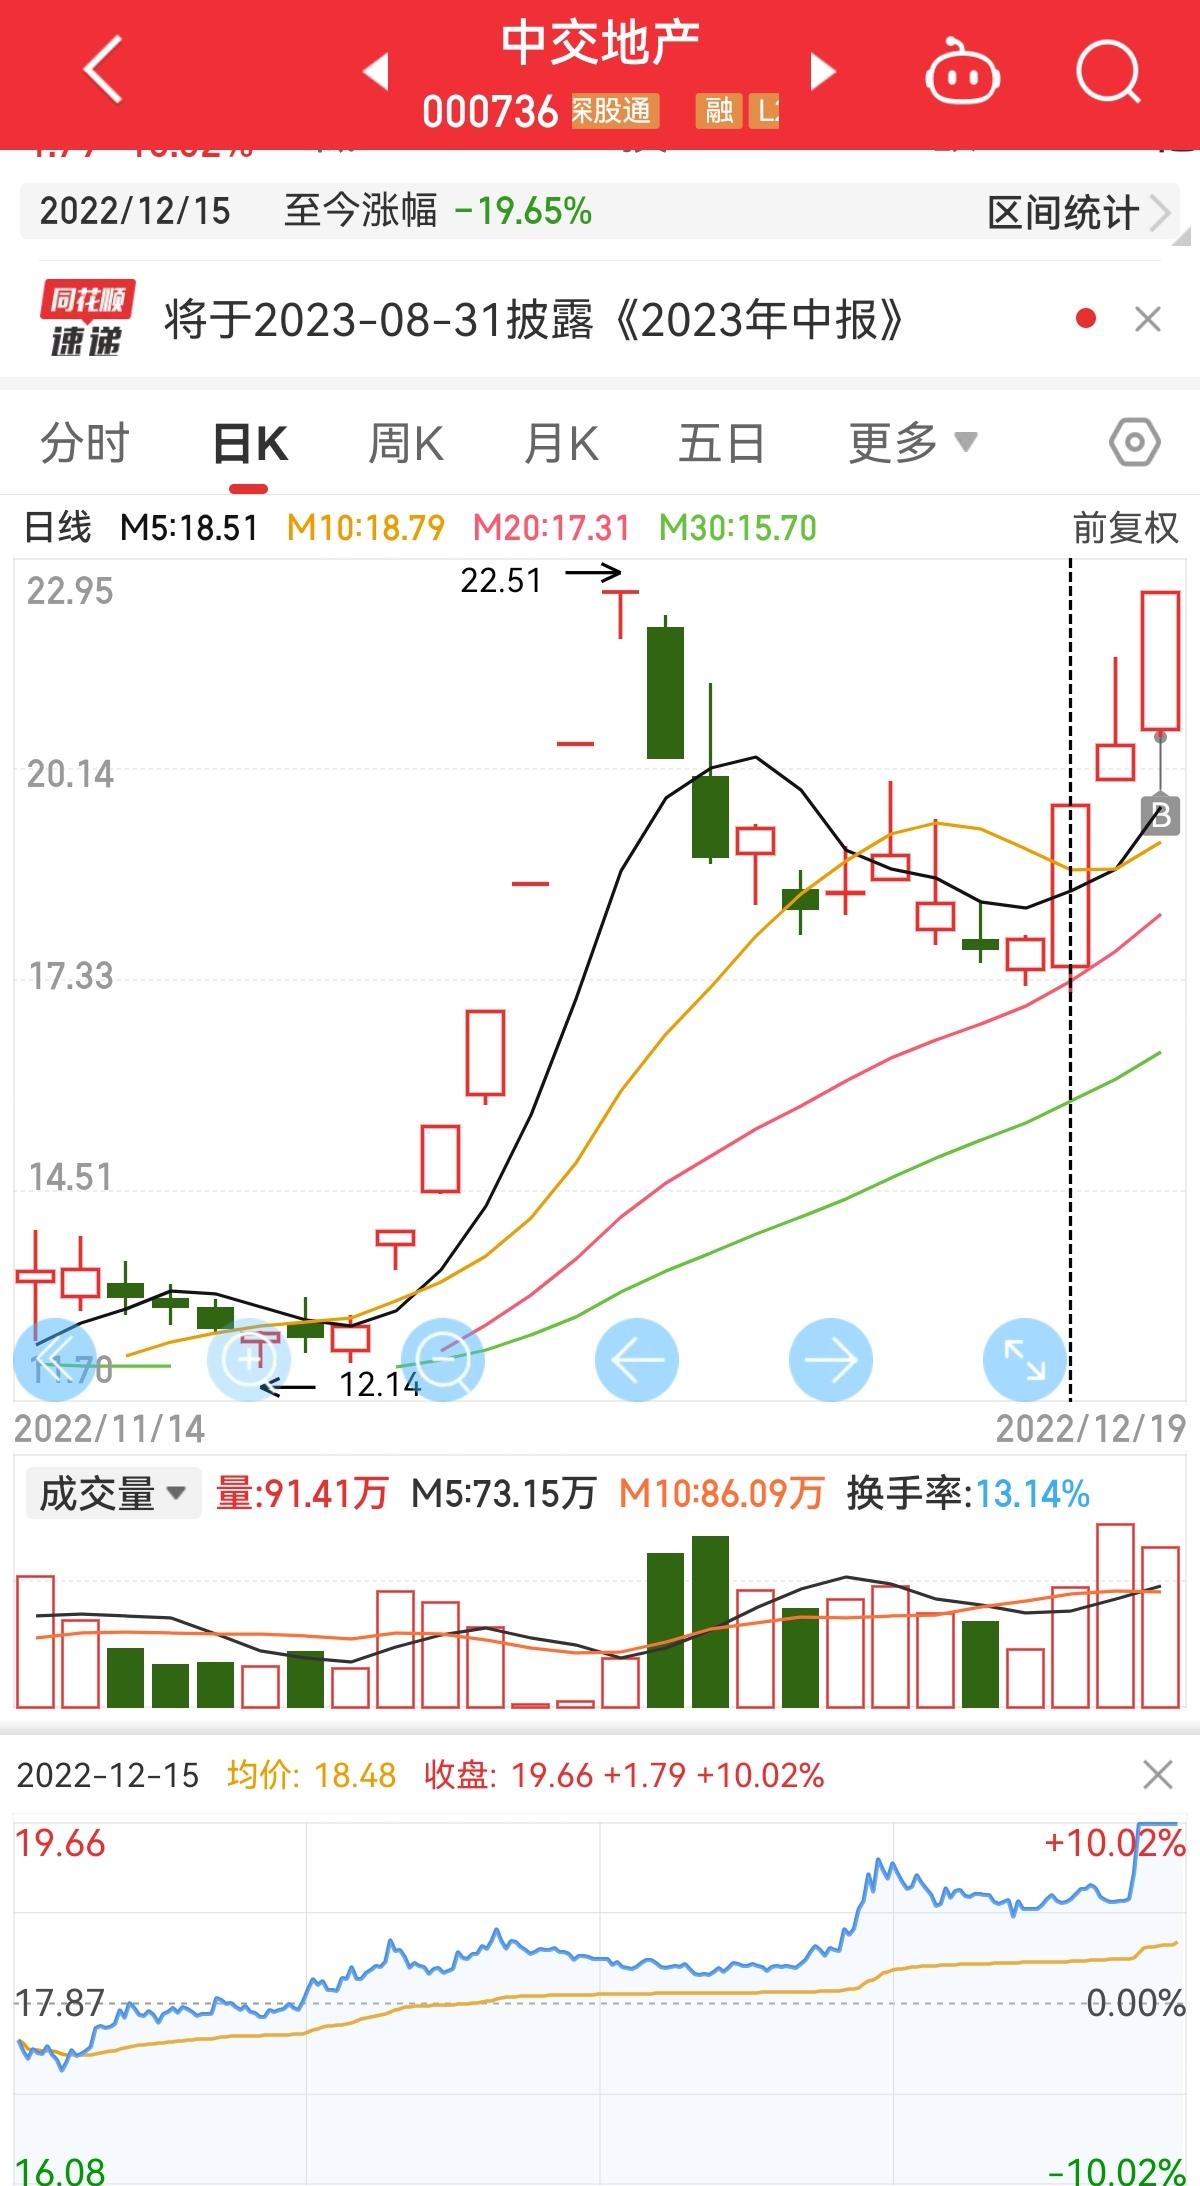 中交地产
000736 深股通 融
2022/12/15 至今涨幅 -19.65% 区间统计
同花顺
速递
将于2023-08-31披露《2023年中报》
分时 日K 周K 月K 五日 更多
日线 M5:18.51 M10:18.79 M20:17.31 M30:15.70 前复权
22.95
22.51
20.14
B
17.33
14.51
11.70
12.14
2022/11/14 2022/12/19
成交量 量:91.41万 M5:73.15万 M10:86.09万 换手率:13.14%
2022-12-15 均价: 18.48 收盘: 19.66 +1.79 +10.02%
19.66 +10.02%
17.87 0.00%
16.08 -10.02%